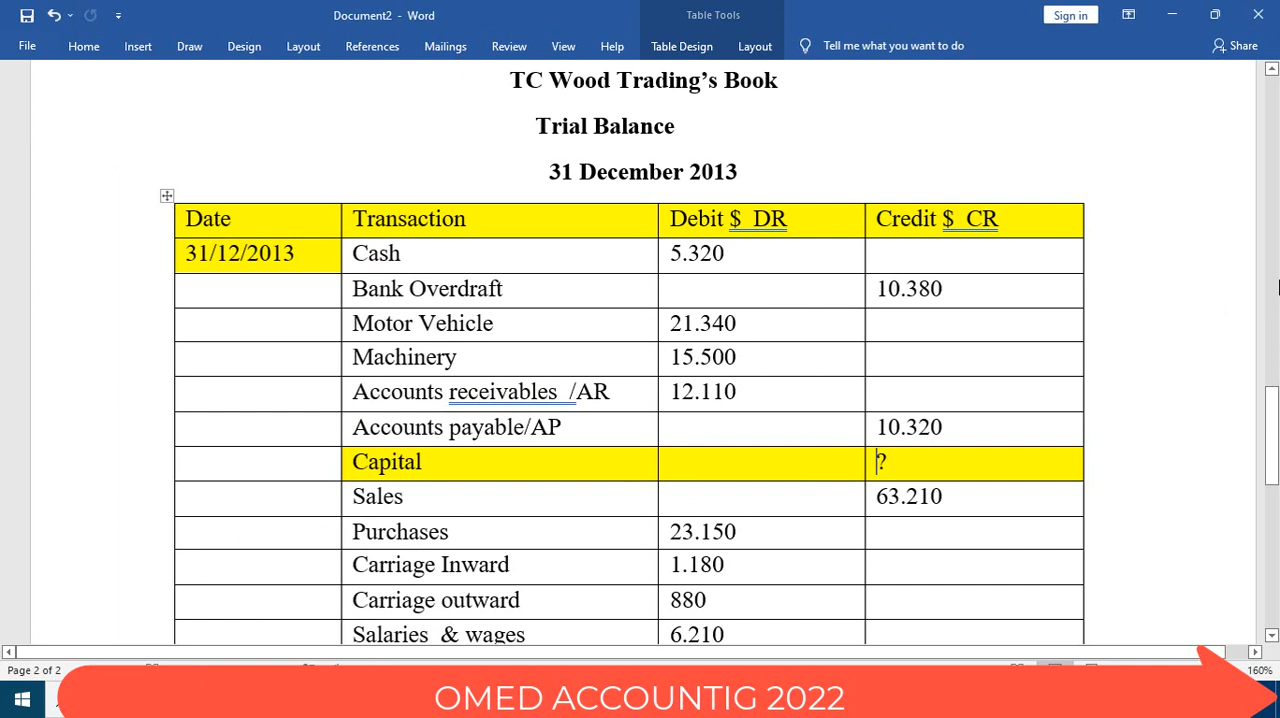 Document2 - Word
Table Tools
Sign in
File Home Insert Draw Design Layout References Mailings Review View Help Table Design Layout Tell me what you want to do Share
TC Wood Trading’s Book
Trial Balance
31 December 2013
Date Transaction Debit $ DR Credit $ CR
31/12/2013 Cash 5.320
Bank Overdraft 10.380
Motor Vehicle 21.340
Machinery 15.500
Accounts receivables /AR 12.110
Accounts payable/AP 10.320
Capital ?
Sales 63.210
Purchases 23.150
Carriage Inward 1.180
Carriage outward 880
Salaries & wages 6.210
Page 2 of 2 160%
OMED ACCOUNTIG 2022